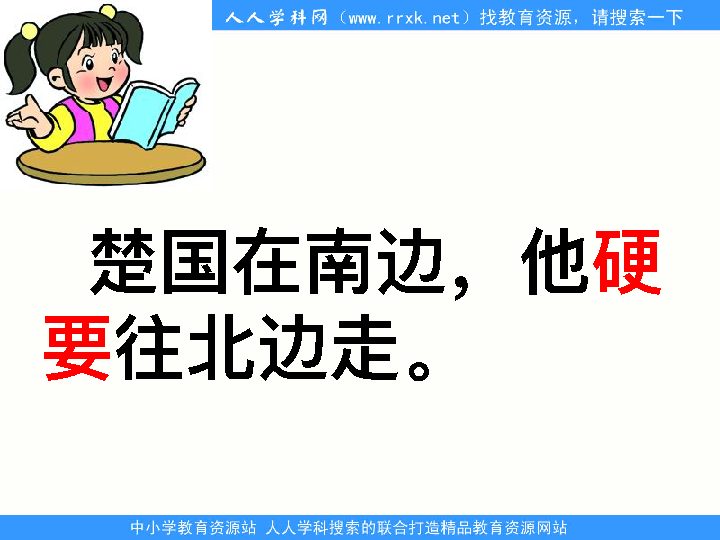 人人学科网（www.rrxk.net）找教育资源，请搜索一下
楚国在南边，他硬
要往北边走。
中小学教育资源站 人人学科搜索的联合打造精品教育资源网站